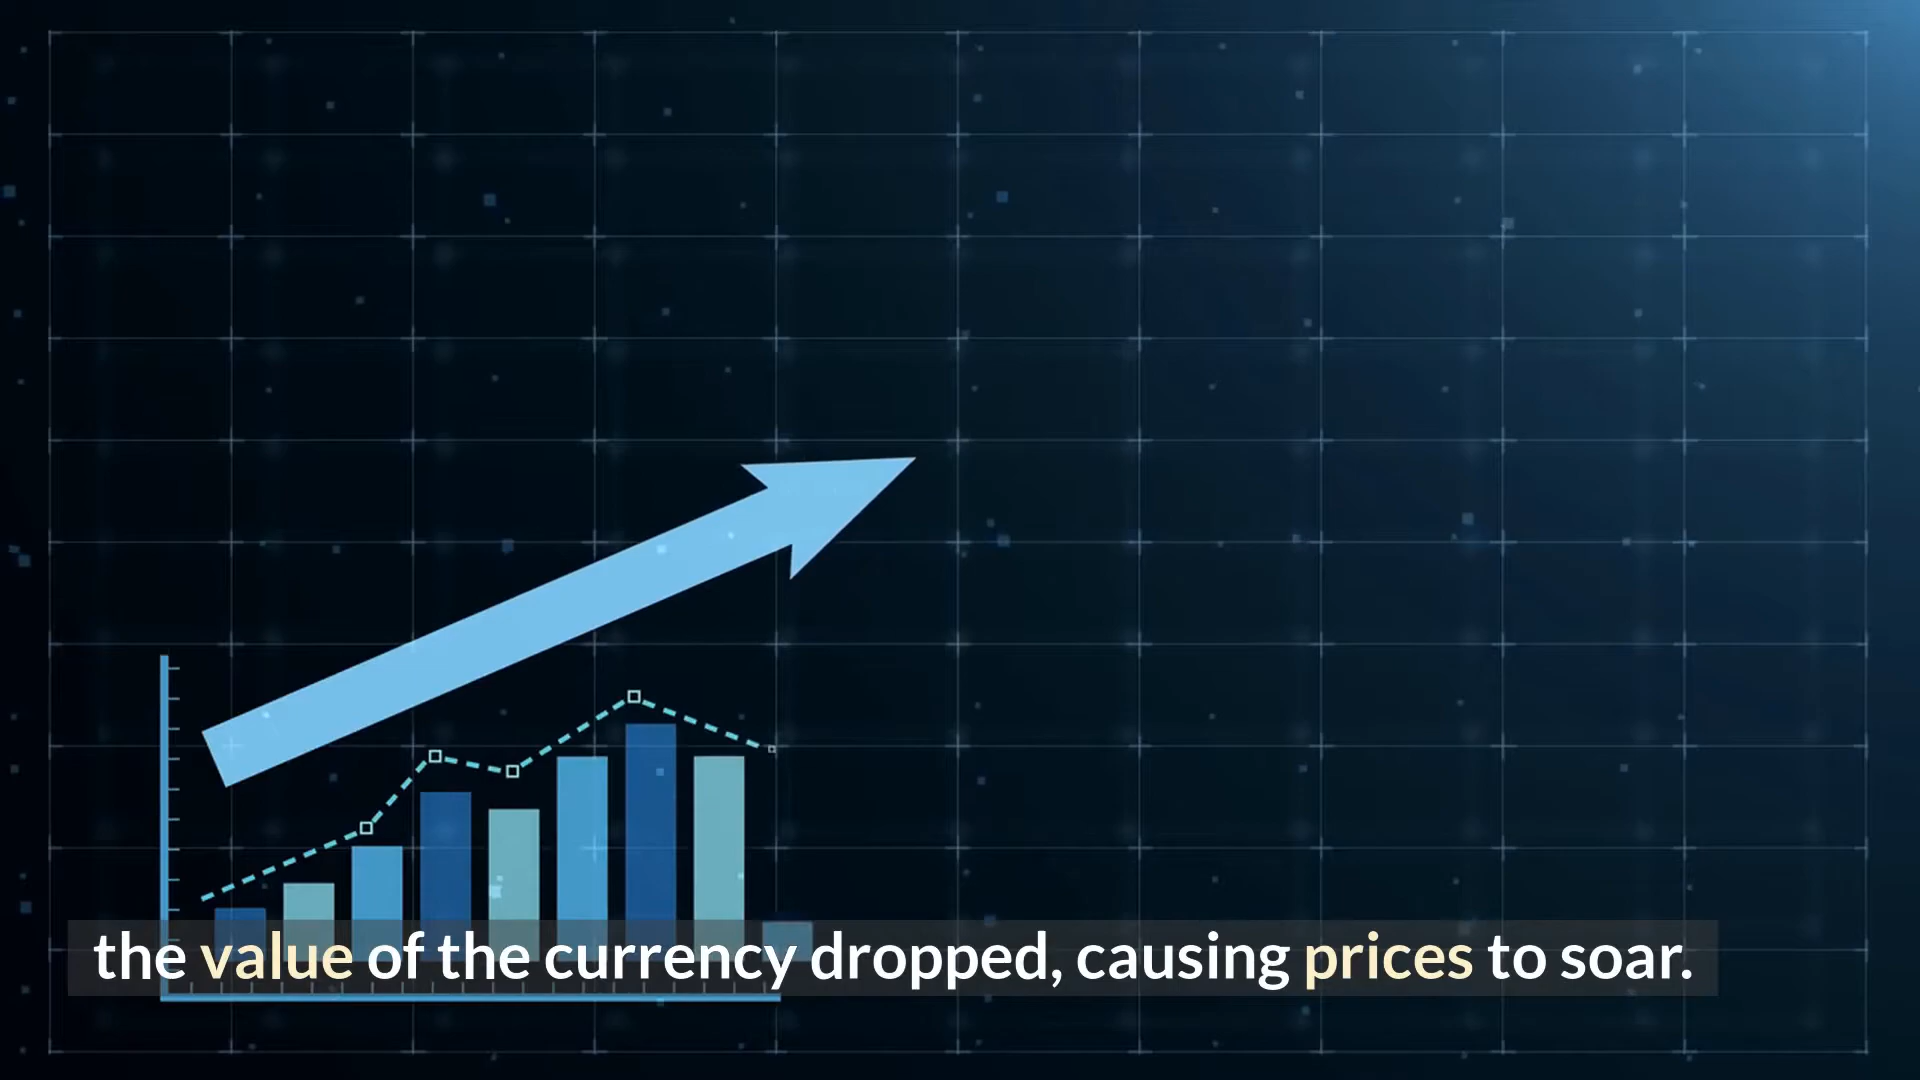 the value of the currency dropped, causing prices to soar.